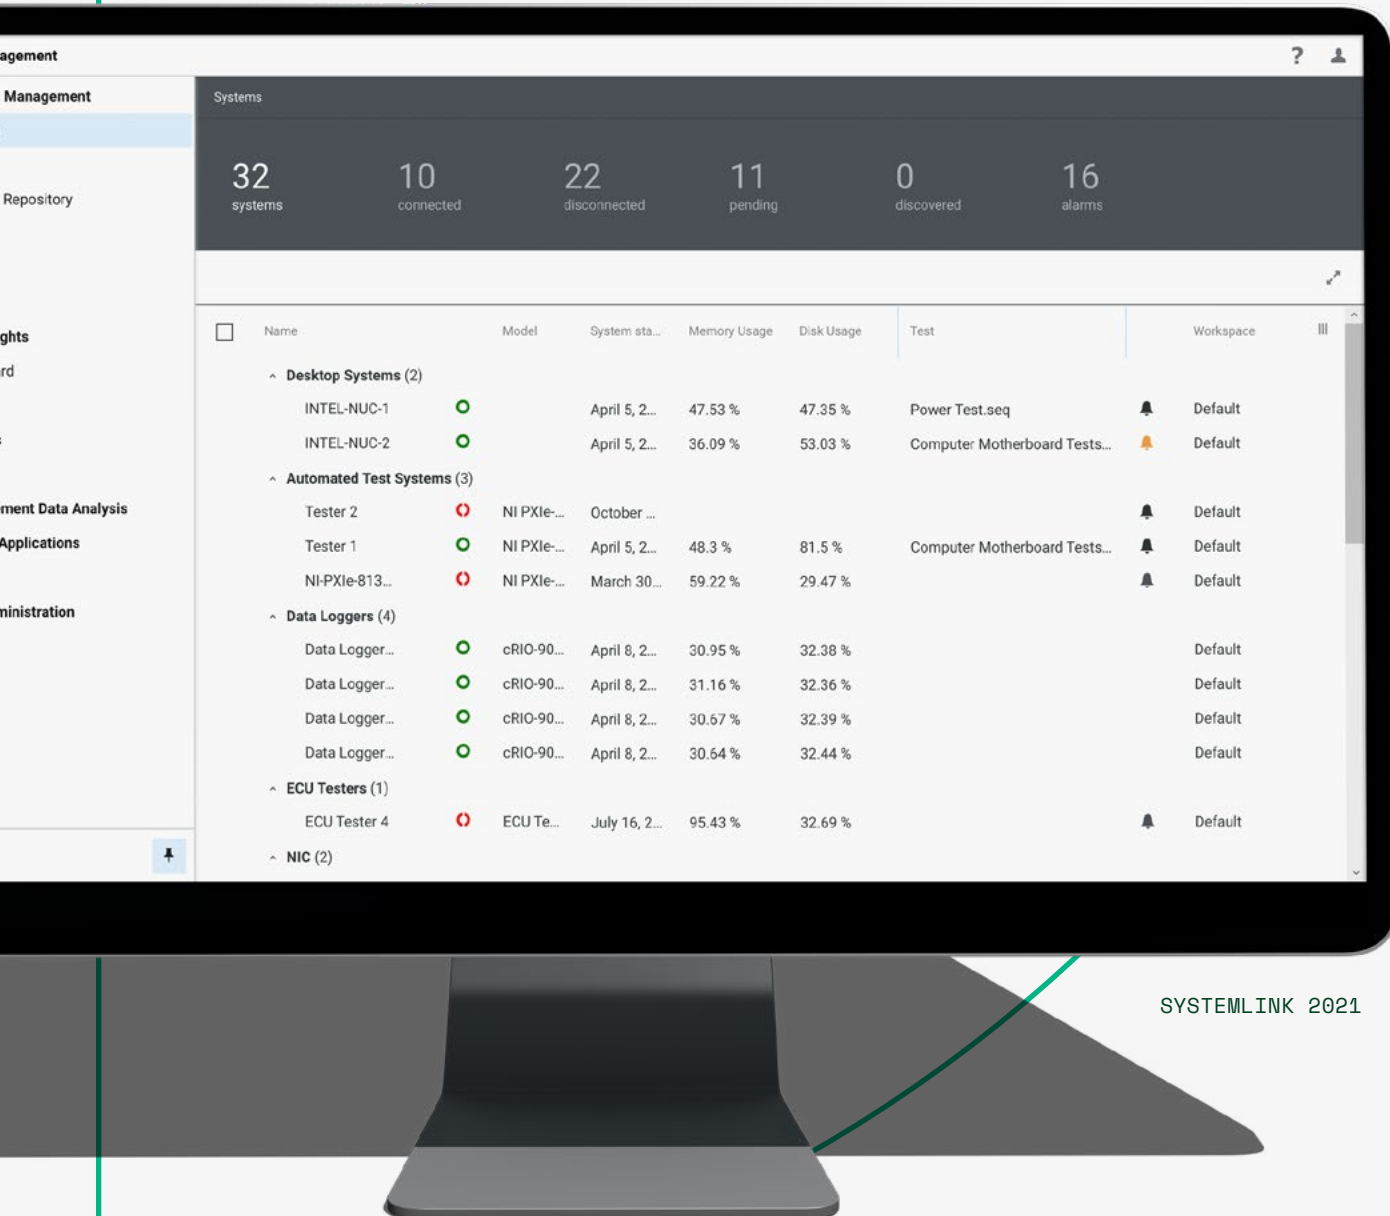 agement
?
Management
Systems
32 10 22 11 0 16
systems connected disconnected pending discovered alarms
Repository
ghts
rd
s
ment Data Analysis
Applications
ministration
Name Model System sta... Memory Usage Disk Usage Test Workspace
Desktop Systems (2)
INTEL-NUC-1 April 5, 2... 47.53 % 47.35 % Power Test.seq Default
INTEL-NUC-2 April 5, 2... 36.09 % 53.03 % Computer Motherboard Tests... Default
Automated Test Systems (3)
Tester 2 NI PXIe-... October ... Default
Tester 1 NI PXIe-... April 5, 2... 48.3 % 81.5 % Computer Motherboard Tests... Default
NI-PXIe-813... NI PXIe-... March 30... 59.22 % 29.47 % Default
Data Loggers (4)
Data Logger... cRIO-90... April 8, 2... 30.95 % 32.38 % Default
Data Logger... cRIO-90... April 8, 2... 31.16 % 32.36 % Default
Data Logger... cRIO-90... April 8, 2... 30.67 % 32.39 % Default
Data Logger... cRIO-90... April 8, 2... 30.64 % 32.44 % Default
ECU Testers (1)
ECU Tester 4 ECU Te... July 16, 2... 95.43 % 32.69 % Default
NIC (2)
SYSTEMLINK 2021